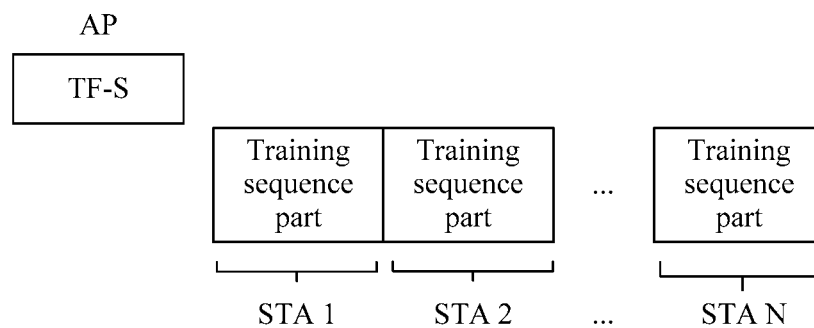 AP
TF-S
Training
sequence
part
Training
sequence
part
...
Training
sequence
part
STA 1
STA 2
...
STA N